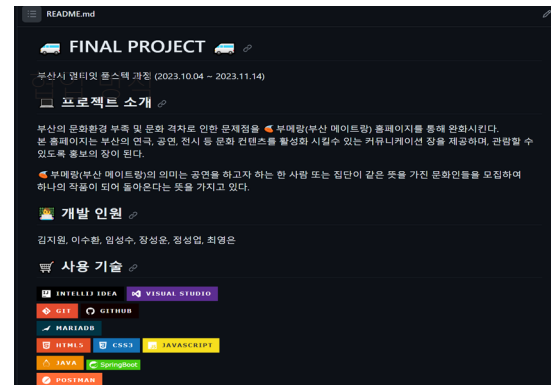 README.md
FINAL PROJECT
부산시 멀티잇 풀스택 과정 (2023.10.04 ~ 2023.11.14)
프로젝트 소개
부산의 문화환경 부족 및 문화 격차로 인한 문제점을 부메랑(부산 메이트랑) 홈페이지를 통해 완화시킨다.
본 홈페이지는 부산의 연극, 공연, 전시 등 문화 컨텐츠를 활성화 시킬수 있는 커뮤니케이션 장을 제공하며, 관람할 수
있도록 홍보의 장이 된다.
부메랑(부산 메이트랑)의 의미는 공연을 하고자 하는 한 사람 또는 집단이 같은 뜻을 가진 문화인들을 모집하여
하나의 작품이 되어 돌아온다는 뜻을 가지고 있다.
개발 인원
김지원, 이수환, 임성수, 장성운, 정성업, 최영은
사용 기술
INTELLIJ IDEA VISUAL STUDIO
GIT GITHUB
MARIADB
HTML5 CSS3 JAVASCRIPT
JAVA SpringBoot
POSTMAN